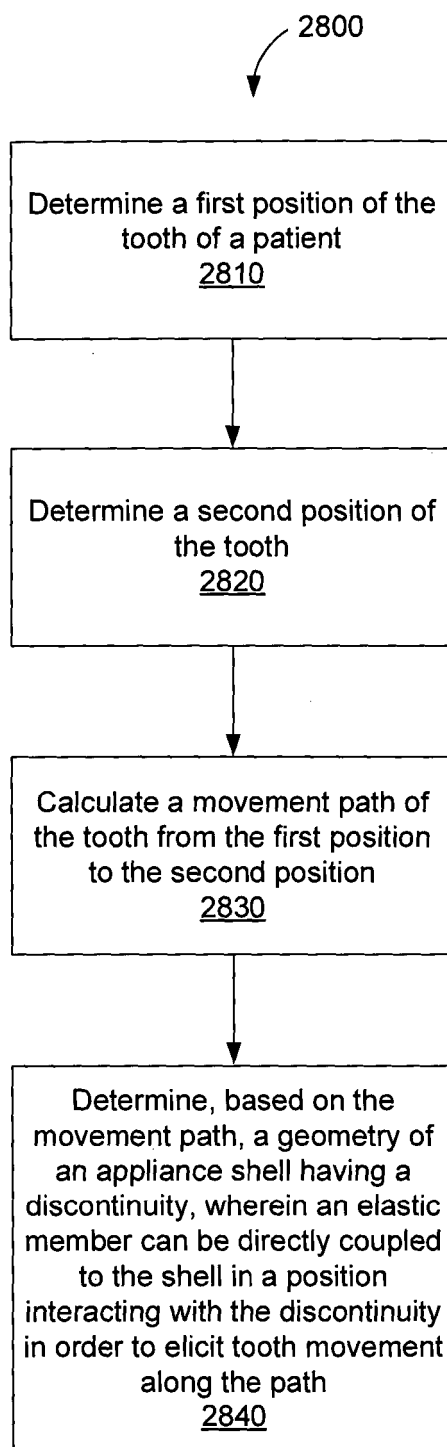 2800
Determine a first position of the
tooth of a patient
2810
Determine a second position of
the tooth
2820
Calculate a movement path of
the tooth from the first position
to the second position
2830
Determine, based on the
movement path, a geometry of
an appliance shell having a
discontinuity, wherein an elastic
member can be directly coupled
to the shell in a position
interacting with the discontinuity
in order to elicit tooth movement
along the path
2840